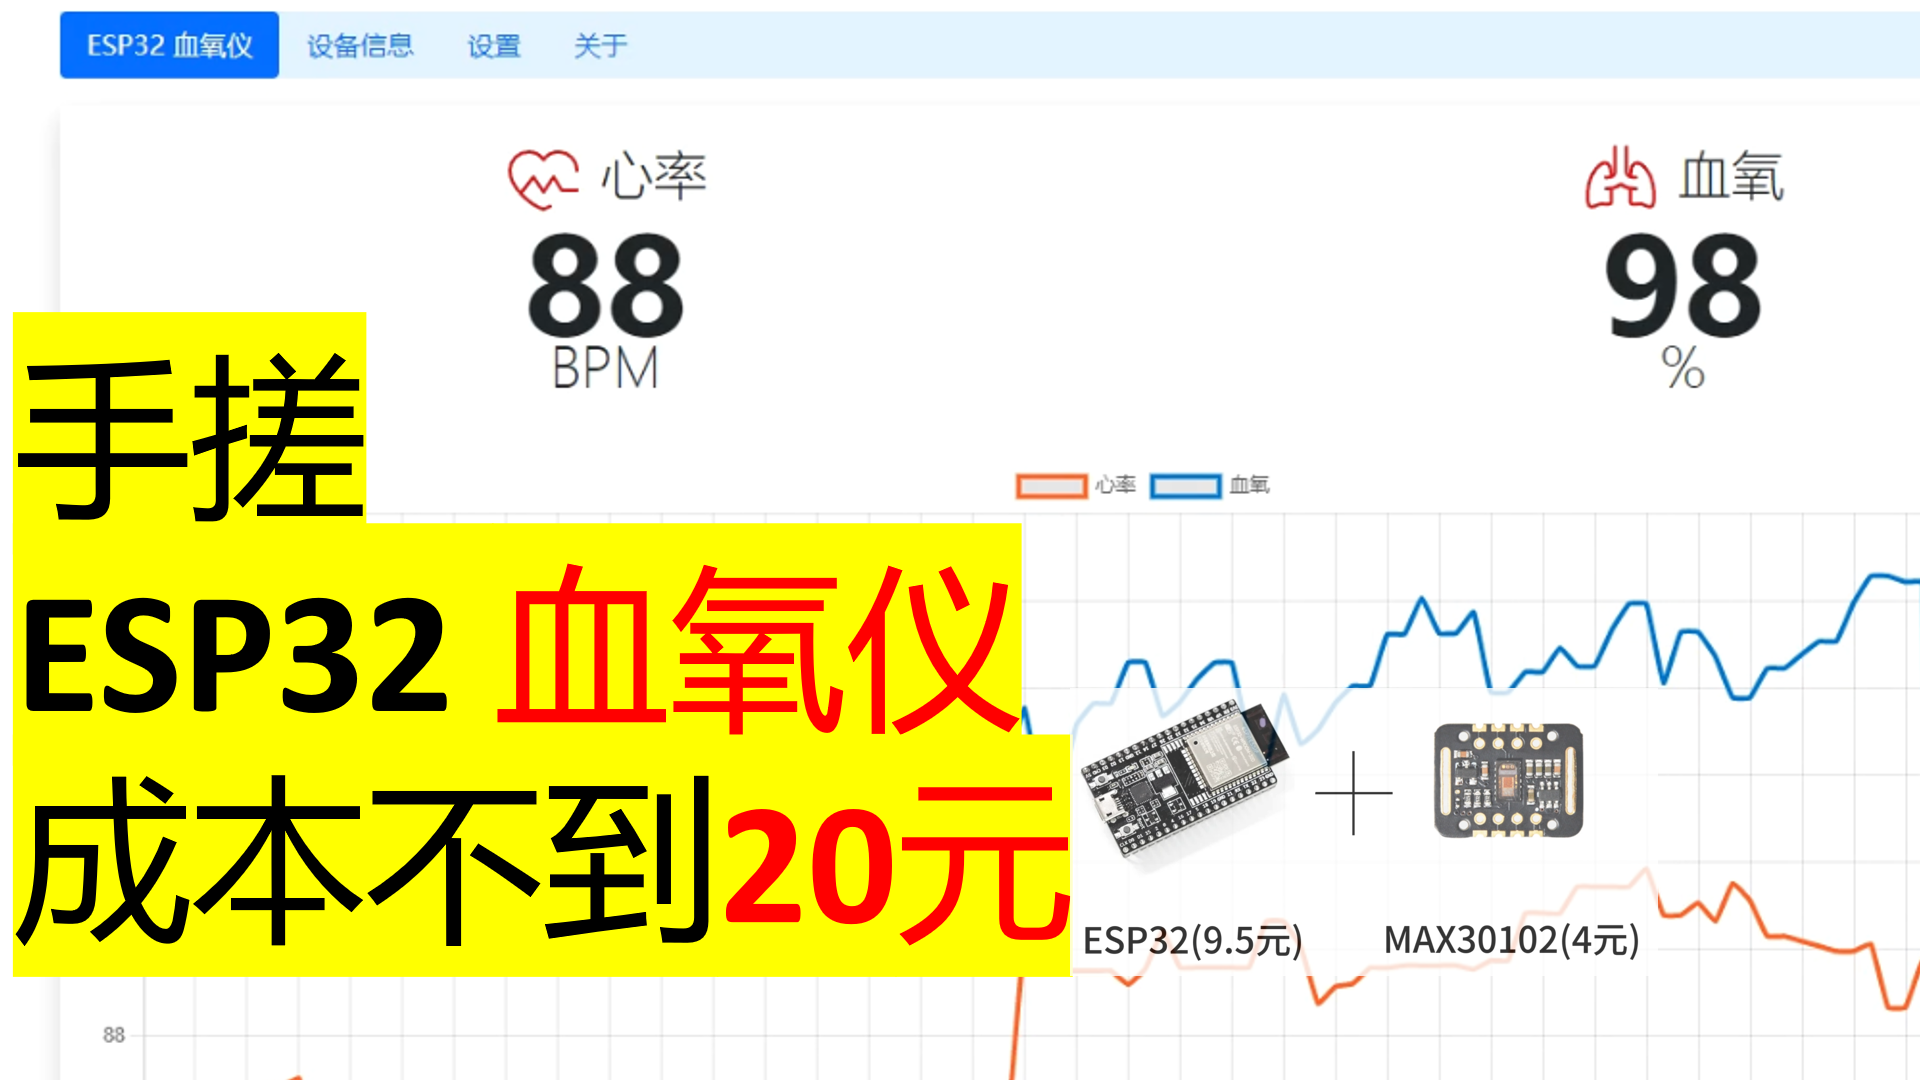 ESP32 血氧仪 设备信息 设置 关于
心率
88
BPM
血氧
98
%
手搓
ESP32 血氧仪
成本不到20元
心率 血氧
ESP32(9.5元)
MAX30102(4元)
88